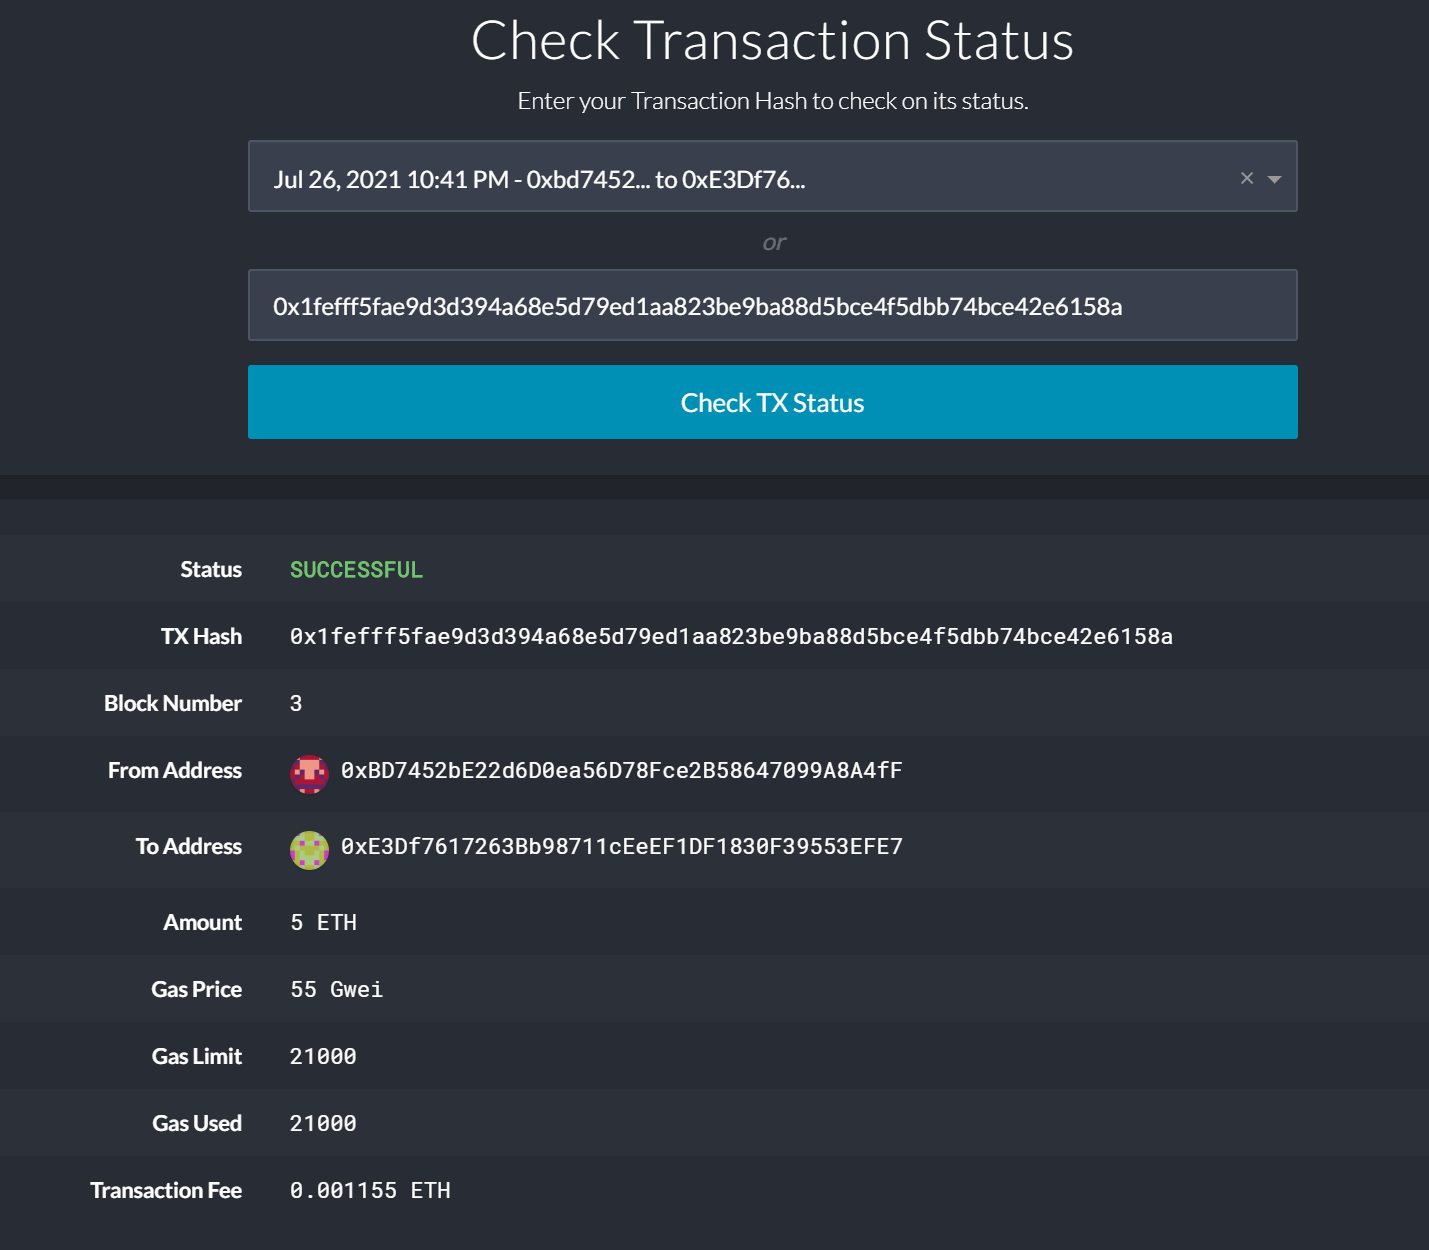 Check Transaction Status
Enter your Transaction Hash to check on its status.
Jul 26, 2021 10:41 PM - 0xbd7452... to 0xE3Df76...
or
0x1fefff5fae9d3d394a68e5d79ed1aa823be9ba88d5bce4f5dbb74bce42e6158a
Check TX Status
Status SUCCESSFUL
TX Hash 0x1fefff5fae9d3d394a68e5d79ed1aa823be9ba88d5bce4f5dbb74bce42e6158a
Block Number 3
From Address 0xBD7452bE22d6D0ea56D78Fce2B58647099A8A4fF
To Address 0xE3Df7617263Bb98711cEeEF1DF1830F39553EFE7
Amount 5 ETH
Gas Price 55 Gwei
Gas Limit 21000
Gas Used 21000
Transaction Fee 0.001155 ETH